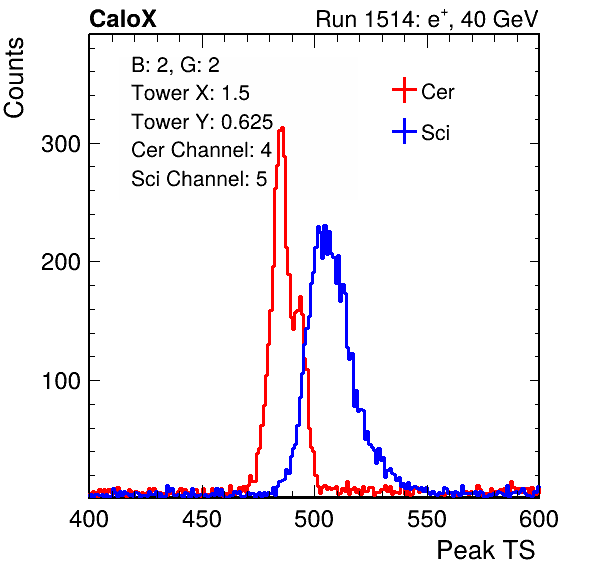 CaloX Run 1514: e⁺, 40 GeV
Counts
B: 2, G: 2
Tower X: 1.5
Tower Y: 0.625
Cer Channel: 4
Sci Channel: 5
Cer
Sci
300
200
100
400 450 500 550 600
Peak TS